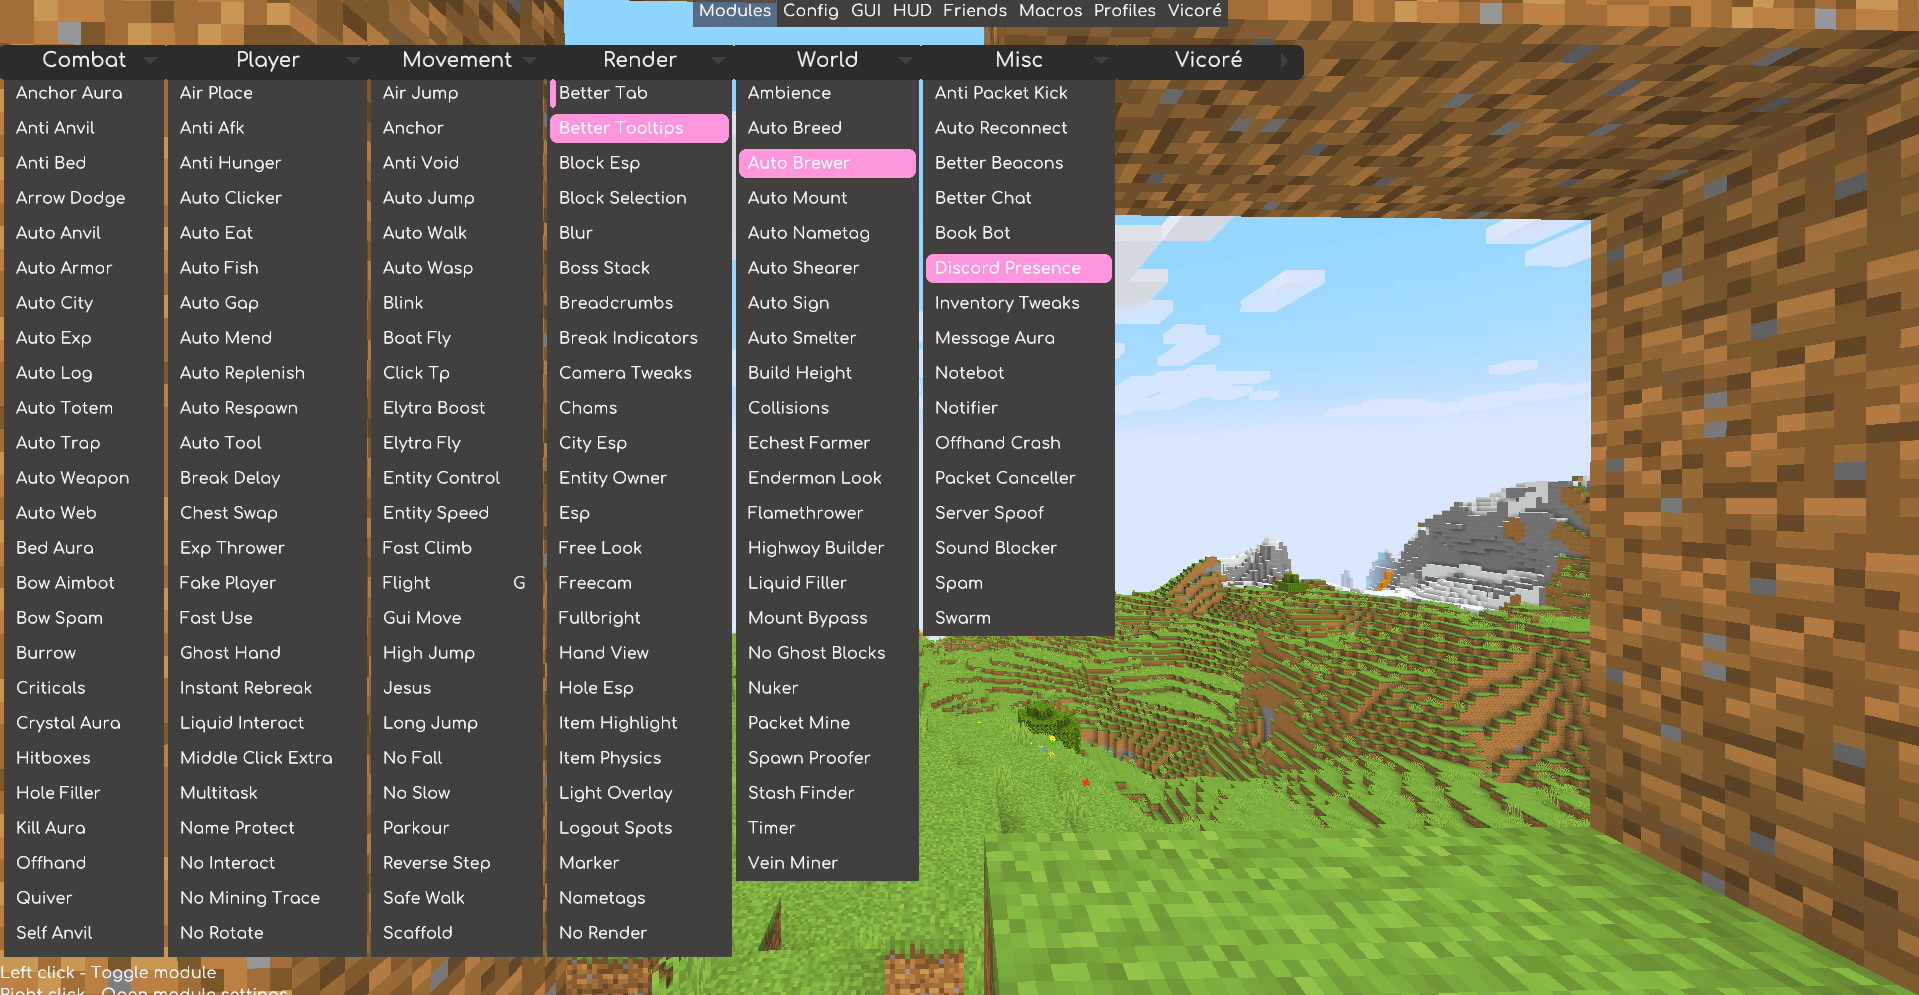 Modules Config GUI HUD Friends Macros Profiles Vicoré
Combat
Anchor Aura
Anti Anvil
Anti Bed
Arrow Dodge
Auto Anvil
Auto Armor
Auto City
Auto Exp
Auto Log
Auto Totem
Auto Trap
Auto Weapon
Auto Web
Bed Aura
Bow Aimbot
Bow Spam
Burrow
Criticals
Crystal Aura
Hitboxes
Hole Filler
Kill Aura
Offhand
Quiver
Self Anvil
Player
Air Place
Anti Afk
Anti Hunger
Auto Clicker
Auto Eat
Auto Fish
Auto Gap
Auto Mend
Auto Replenish
Auto Respawn
Auto Tool
Break Delay
Chest Swap
Exp Thrower
Fake Player
Fast Use
Ghost Hand
Instant Rebreak
Liquid Interact
Middle Click Extra
Multitask
Name Protect
No Interact
No Mining Trace
No Rotate
Movement
Air Jump
Anchor
Anti Void
Auto Jump
Auto Walk
Auto Wasp
Blink
Boat Fly
Click Tp
Elytra Boost
Elytra Fly
Entity Control
Entity Speed
Fast Climb
Flight G
Gui Move
High Jump
Jesus
Long Jump
No Fall
No Slow
Parkour
Reverse Step
Safe Walk
Scaffold
Render
Better Tab
Better Tooltips
Block Esp
Block Selection
Blur
Boss Stack
Breadcrumbs
Break Indicators
Camera Tweaks
Chams
City Esp
Entity Owner
Esp
Free Look
Freecam
Fullbright
Hand View
Hole Esp
Item Highlight
Item Physics
Light Overlay
Logout Spots
Marker
Nametags
No Render
World
Ambience
Auto Breed
Auto Brewer
Auto Mount
Auto Nametag
Auto Shearer
Auto Sign
Auto Smelter
Build Height
Collisions
Echest Farmer
Enderman Look
Flamethrower
Highway Builder
Liquid Filler
Mount Bypass
No Ghost Blocks
Nuker
Packet Mine
Spawn Proofer
Stash Finder
Timer
Vein Miner
Misc
Anti Packet Kick
Auto Reconnect
Better Beacons
Better Chat
Book Bot
Discord Presence
Inventory Tweaks
Message Aura
Notebot
Notifier
Offhand Crash
Packet Canceller
Server Spoof
Sound Blocker
Spam
Swarm
Vicoré
Left click - Toggle module
Right click - Open module settings